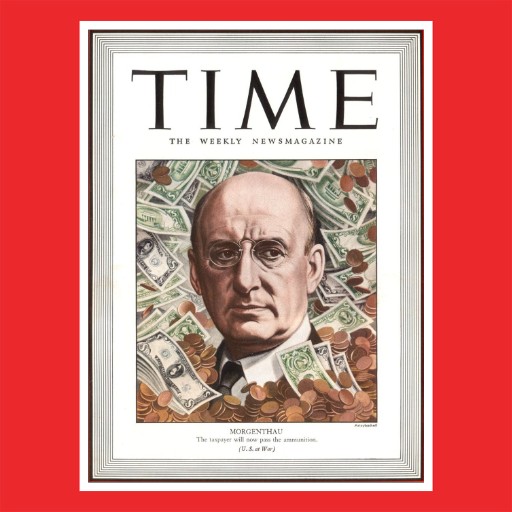 TIME
THE WEEKLY NEWSMAGAZINE
MORGENTHAU
The taxpayer will now pass the ammunition.
(U. S. at War)